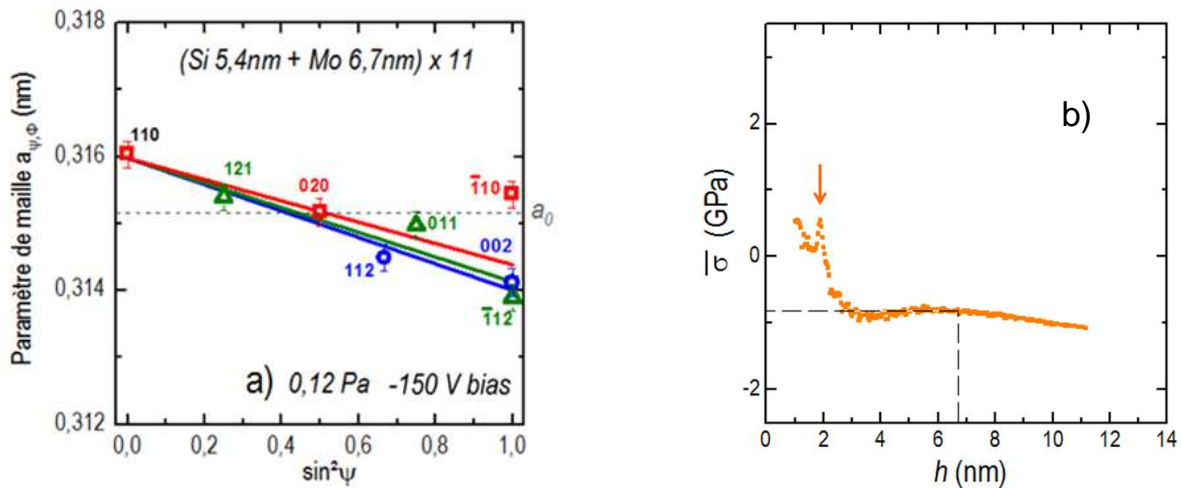 0,318
0,316
0,314
0,312
Paramètre de maille a_ψ,Φ (nm)
(Si 5,4nm + Mo 6,7nm) x 11
110
121
020
1̅10
a₀
011
002
112
1̅12
a) 0,12 Pa -150 V bias
0,0 0,2 0,4 0,6 0,8 1,0
sin²ψ
b)
2
0
-2
σ̅ (GPa)
0 2 4 6 8 10 12 14
h (nm)